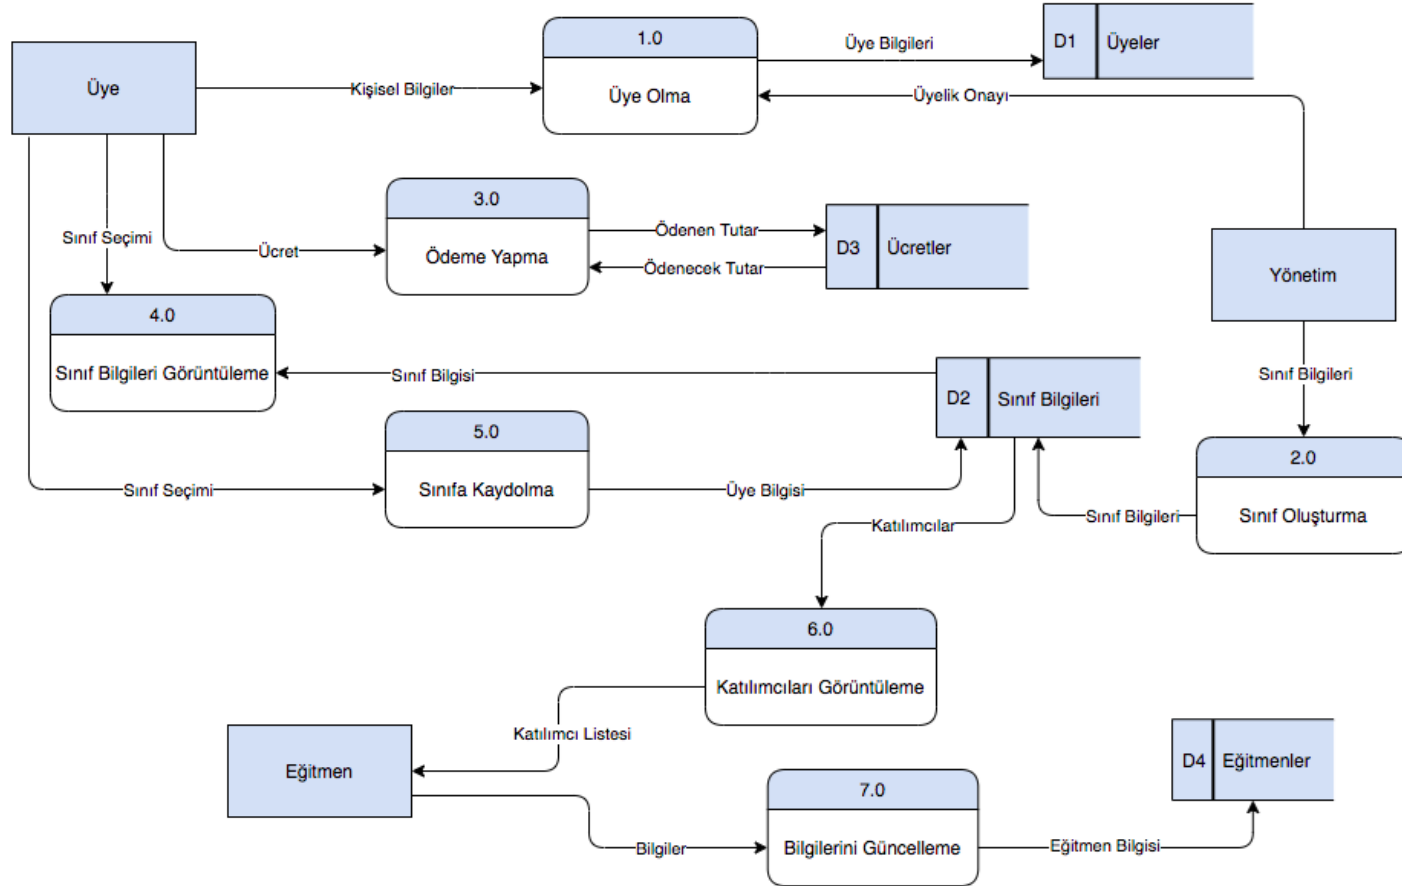 1.0
D1
Üyeler
Üye Bilgileri
Üye
Kişisel Bilgiler
Üye Olma
Üyelik Onayı
3.0
Sınıf Seçimi
Ücret
Ödeme Yapma
Ödenen Tutar
Ödenecek Tutar
D3
Ücretler
Yönetim
4.0
Sınıf Bilgileri Görüntüleme
Sınıf Bilgisi
D2
Sınıf Bilgileri
Sınıf Bilgileri
5.0
2.0
Sınıf Seçimi
Sınıfa Kaydolma
Üye Bilgisi
Katılımcılar
Sınıf Bilgileri
Sınıf Oluşturma
6.0
Katılımcıları Görüntüleme
Katılımcı Listesi
Eğitmen
D4
Eğitmenler
7.0
Bilgiler
Bilgilerini Güncelleme
Eğitmen Bilgisi